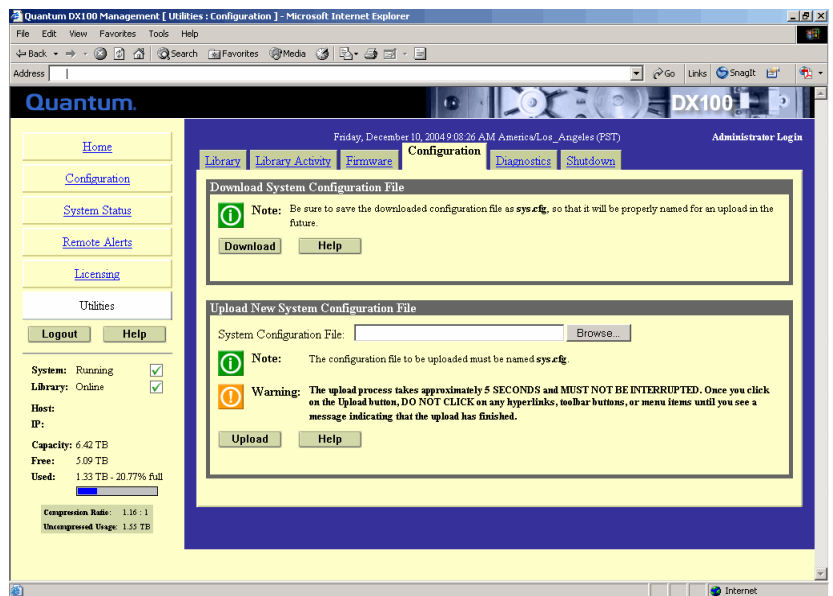 Quantum DX100 Management [ Utilities : Configuration ] - Microsoft Internet Explorer
File Edit View Favorites Tools Help
Back Search Favorites Media
Address Go Links SnagIt
Quantum. DX100
Friday, December 10, 2004 9:08:26 AM America/Los_Angeles (PST) Administrator Login
Home
Configuration
System Status
Remote Alerts
Licensing
Utilities
Logout Help
System: Running
Library: Online
Host:
IP:
Capacity: 6.42 TB
Free: 5.09 TB
Used: 1.33 TB - 20.77% full
Compression Ratio: 1.16 : 1
Uncompressed Usage: 1.55 TB
Library Library Activity Firmware Configuration Diagnostics Shutdown
Download System Configuration File
Note: Be sure to save the downloaded configuration file as sys.cfg, so that it will be properly named for an upload in the
future.
Download Help
Upload New System Configuration File
System Configuration File: Browse...
Note: The configuration file to be uploaded must be named sys.cfg.
Warning: The upload process takes approximately 5 SECONDS and MUST NOT BE INTERRUPTED. Once you click
on the Upload button, DO NOT CLICK on any hyperlinks, toolbar buttons, or menu items until you see a
message indicating that the upload has finished.
Upload Help
Internet